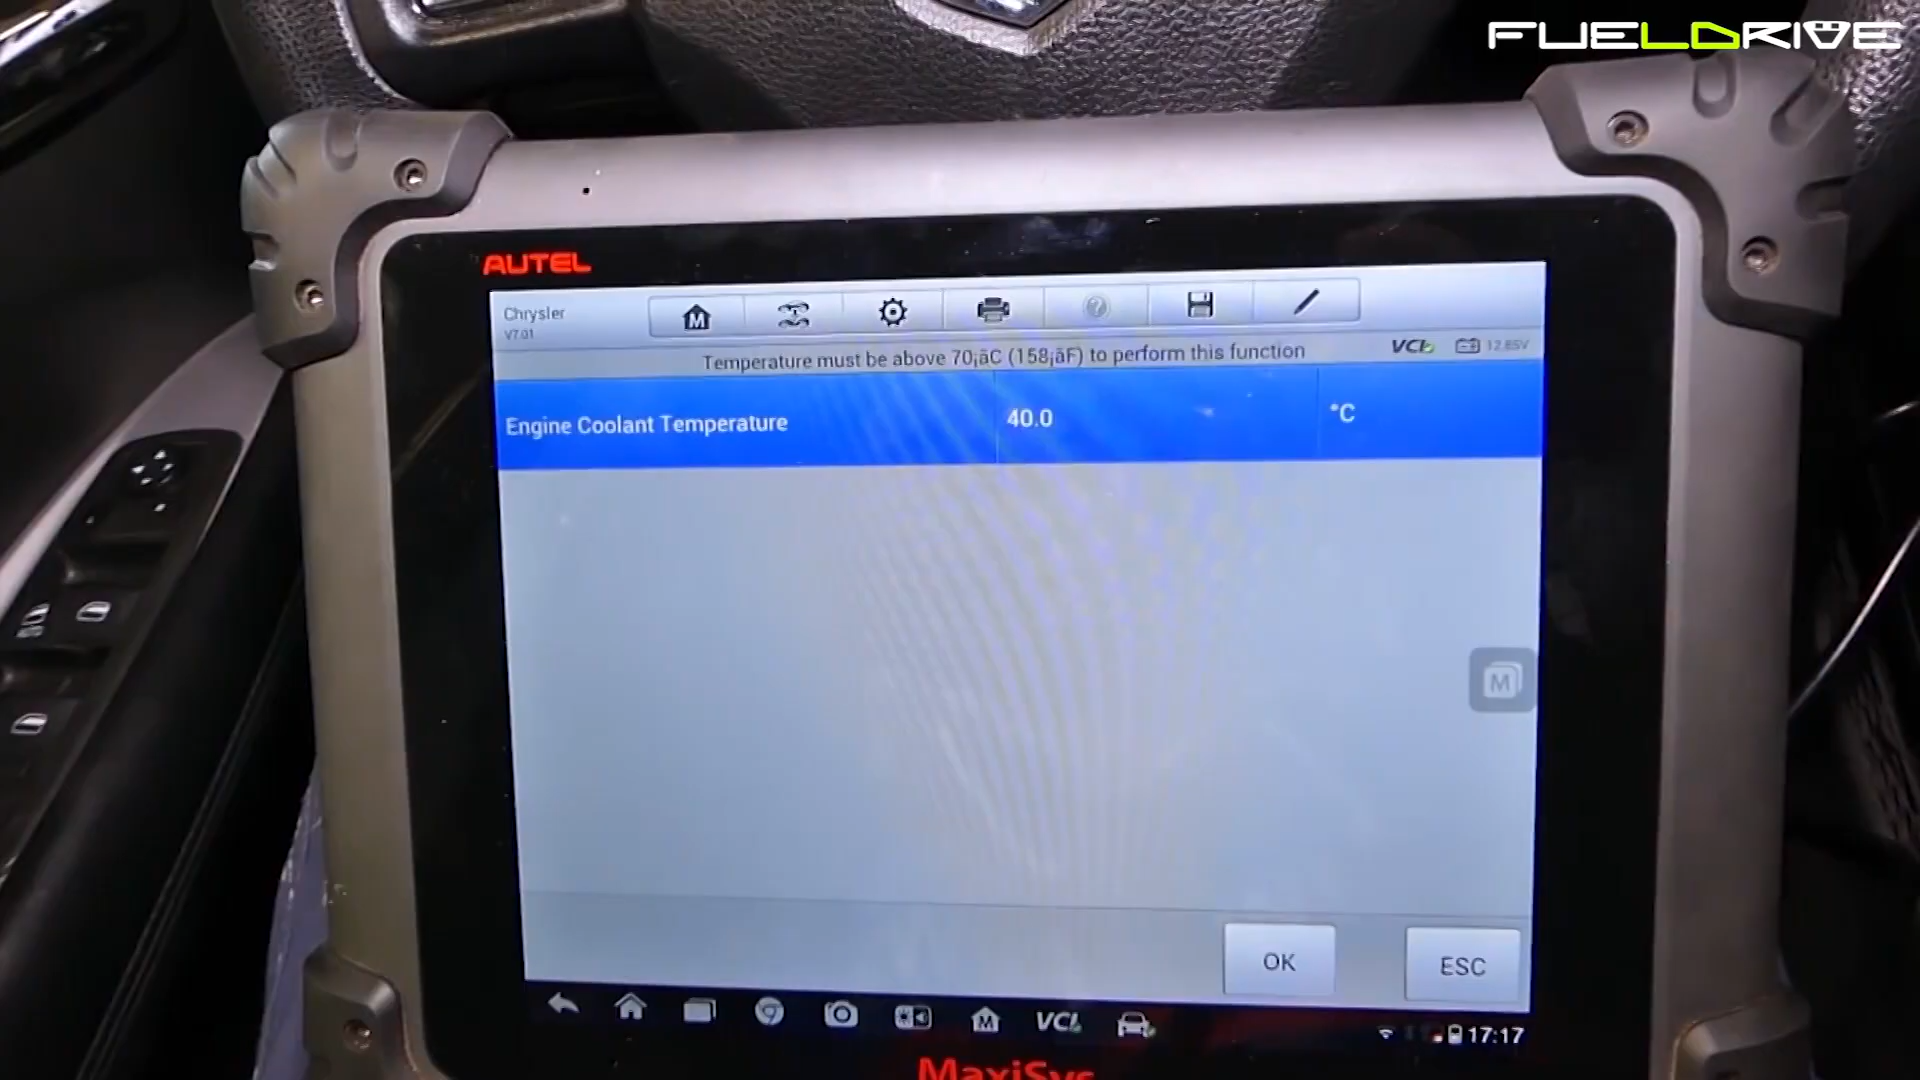 FUELDRIVE
AUTEL
Chrysler
V7.01
M
Temperature must be above 70¡ãC (158¡ãF) to perform this function
VCI
12.85V
Engine Coolant Temperature 40.0 °C
M
OK ESC
M VCI 17:17
MaxiSys